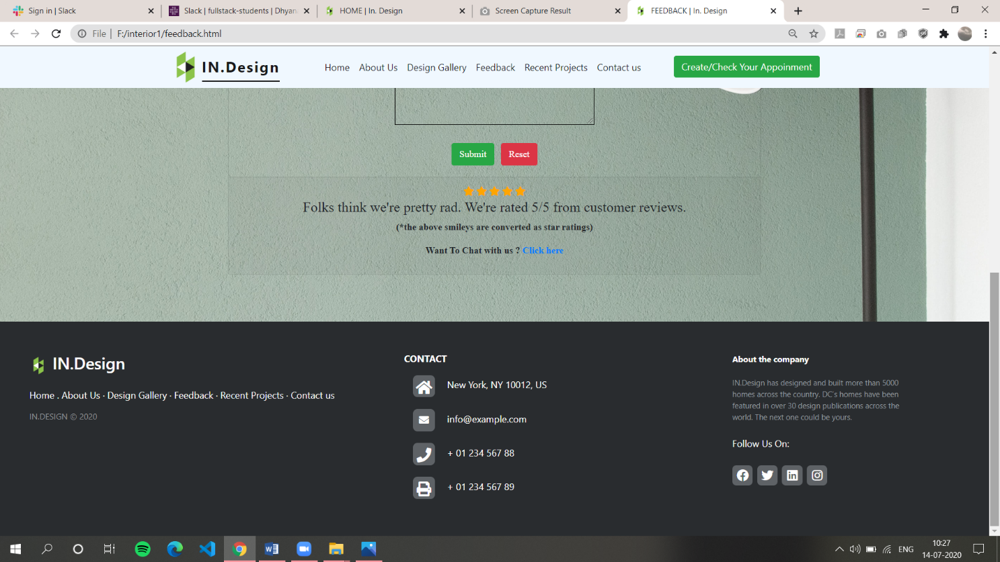 Sign in | Slack
Slack | fullstack-students | Dhyan
HOME | In. Design
Screen Capture Result
FEEDBACK | In. Design
File | F:/interior1/feedback.html
IN.Design
Home About Us Design Gallery Feedback Recent Projects Contact us
Create/Check Your Appoinment
Submit Reset
Folks think we're pretty rad. We're rated 5/5 from customer reviews.
(*the above smileys are converted as star ratings)
Want To Chat with us ? Click here
IN.Design
Home . About Us · Design Gallery · Feedback · Recent Projects · Contact us
IN.DESIGN © 2020
CONTACT
New York, NY 10012, US
info@example.com
+ 01 234 567 88
+ 01 234 567 89
About the company
IN.Design has designed and built more than 5000
homes across the country. DC's homes have been
featured in over 30 design publications across the
world. The next one could be yours.
Follow Us On:
ENG
10:27
14-07-2020